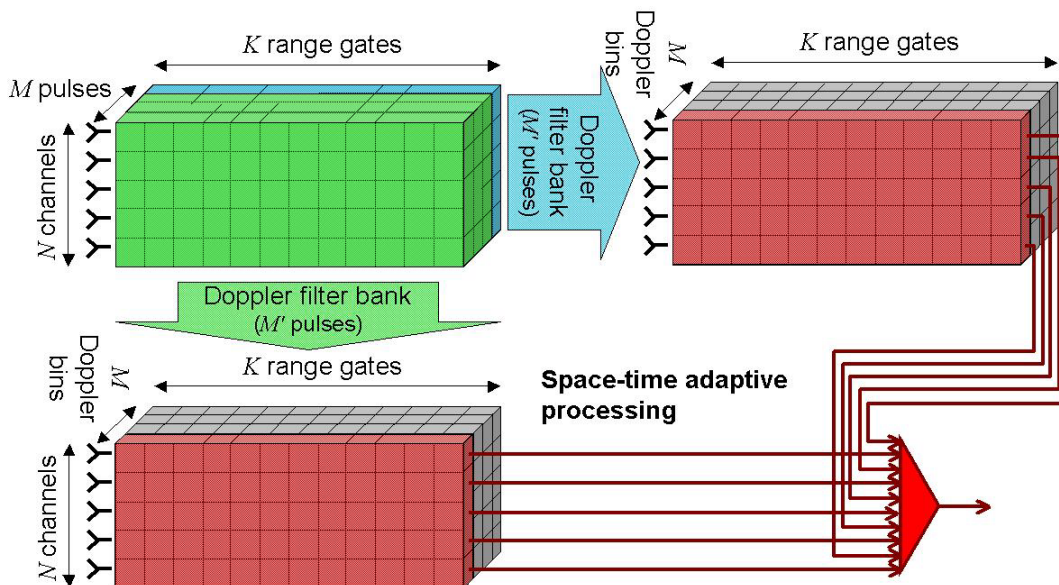 K range gates
M pulses
N channels
Doppler
filter bank
(M' pulses)
K range gates
M
Doppler
bins
Doppler filter bank
(M' pulses)
K range gates
M
Doppler
bins
N channels
Space-time adaptive
processing